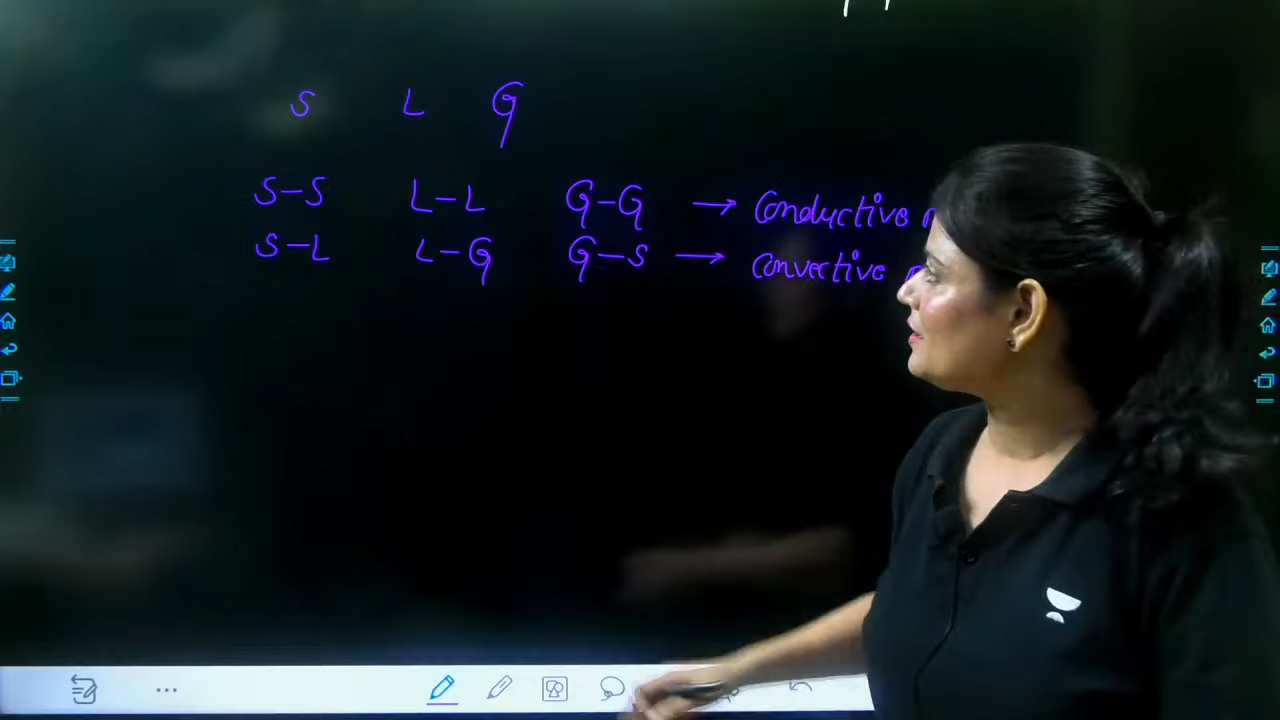 S L G
S-S L-L G-G → Conductive
S-L L-G G-S → Convective